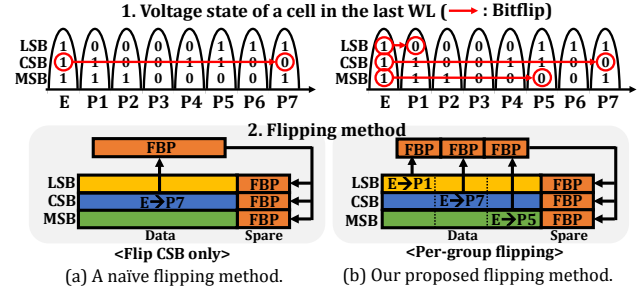 1. Voltage state of a cell in the last WL (⟶ : Bitflip)
LSB 1 0 0 0 0 1 1 1
CSB 1 1 0 0 1 1 0 0
MSB 1 1 1 0 0 0 0 1
E P1 P2 P3 P4 P5 P6 P7
LSB 1 0 0 0 0 1 1 1
CSB 1 1 0 0 1 1 0 0
MSB 1 1 1 0 0 0 0 1
E P1 P2 P3 P4 P5 P6 P7
2. Flipping method
FBP
LSB FBP
CSB E→P7 FBP
MSB FBP
Data Spare
<Flip CSB only>
FBP FBP FBP
LSB E→P1 FBP
CSB E→P7 FBP
MSB E→P5 FBP
Data Spare
<Per-group flipping>
(a) A naïve flipping method.
(b) Our proposed flipping method.